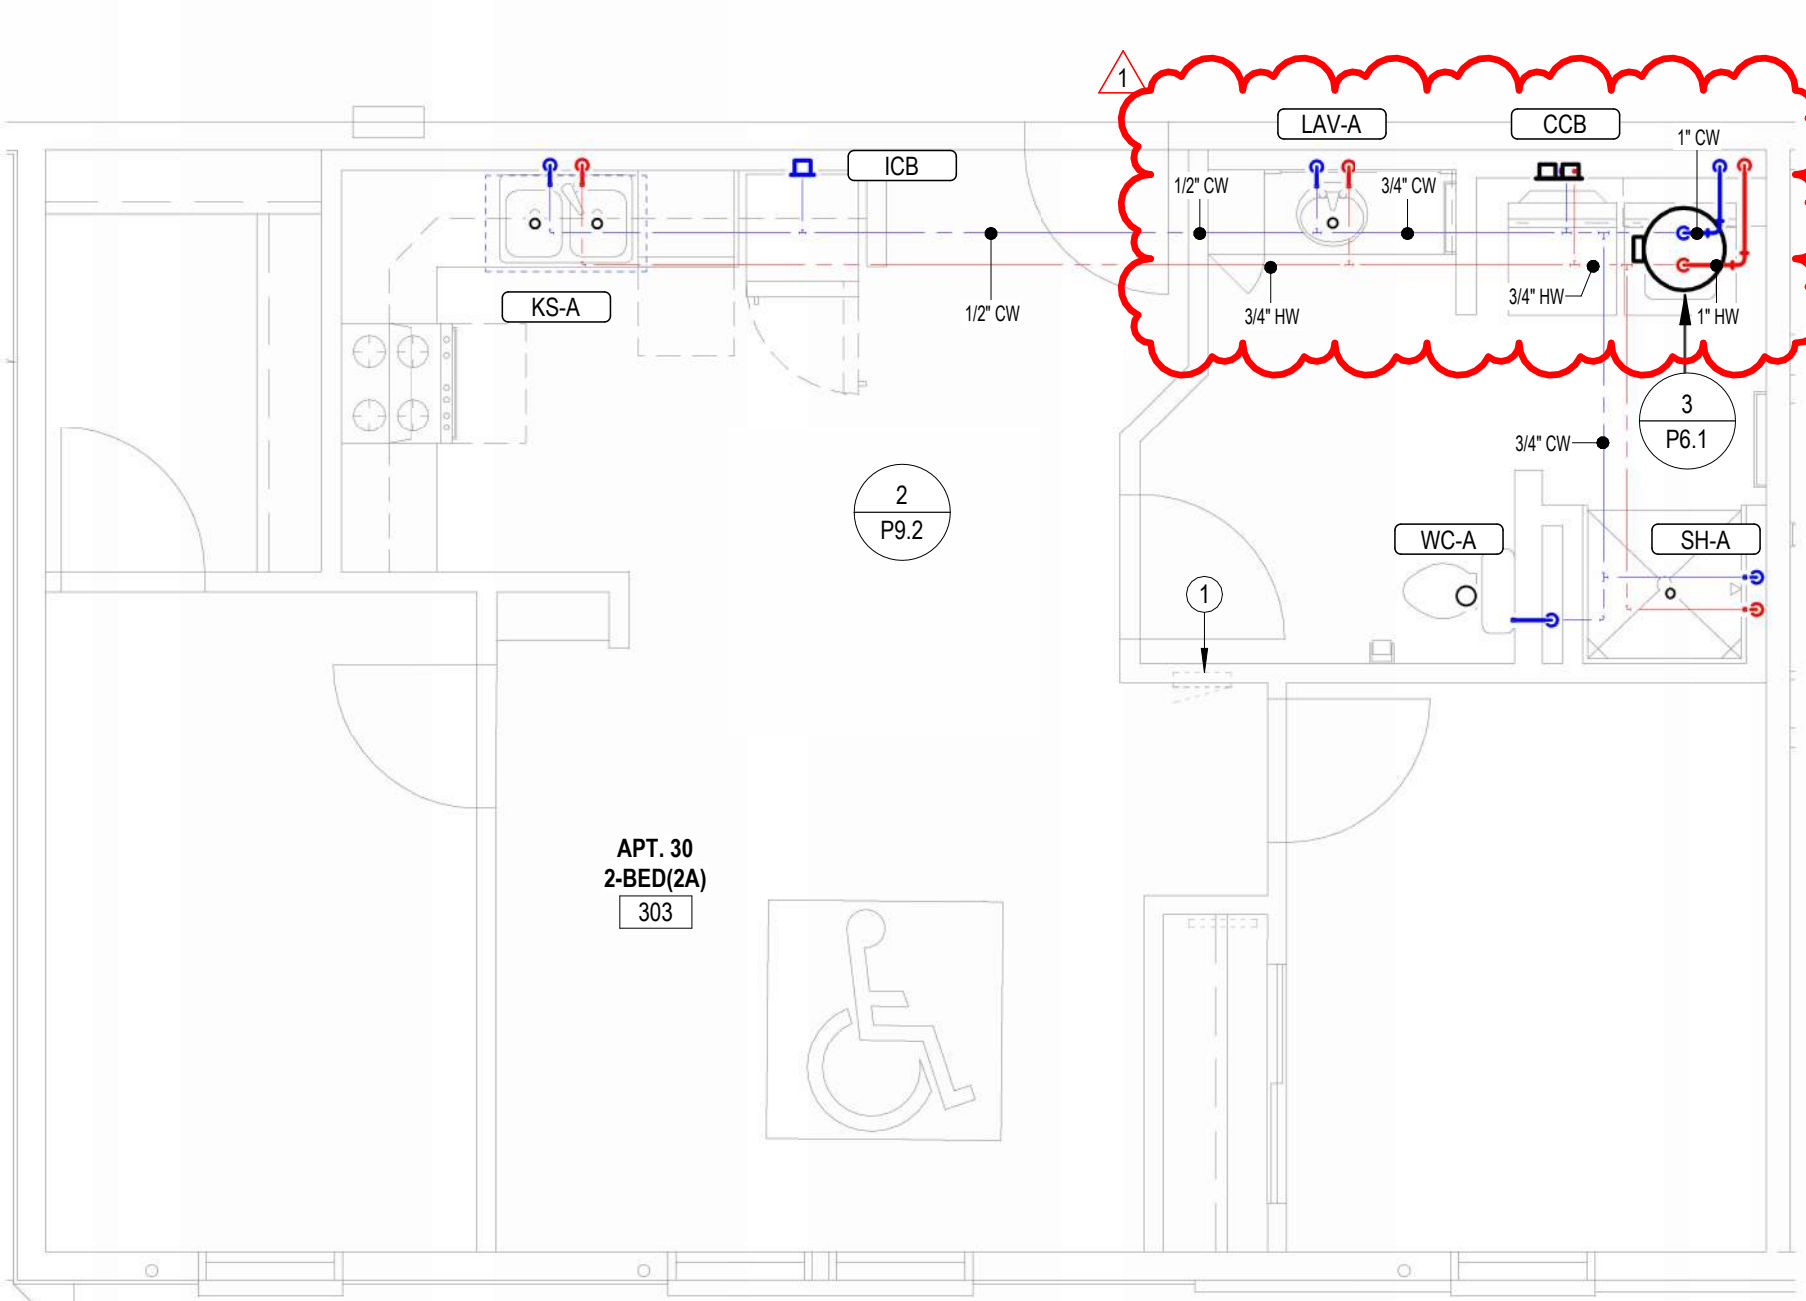 1
LAV-A
CCB
1" CW
ICB
1/2" CW
3/4" CW
KS-A
1/2" CW
3/4" HW
3/4" HW
1" HW
3
P6.1
3/4" CW
2
P9.2
WC-A
SH-A
1
APT. 30
2-BED(2A)
303